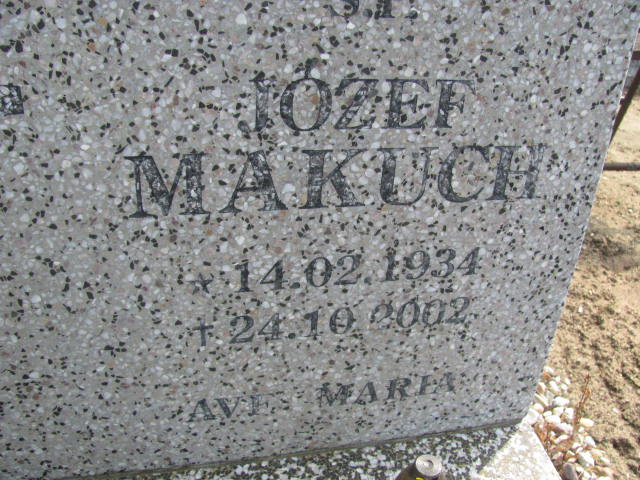 Ś.P.
JÓZEF
MAKUCH
* 14.02.1934
† 24.10.2002
AVE MARIA